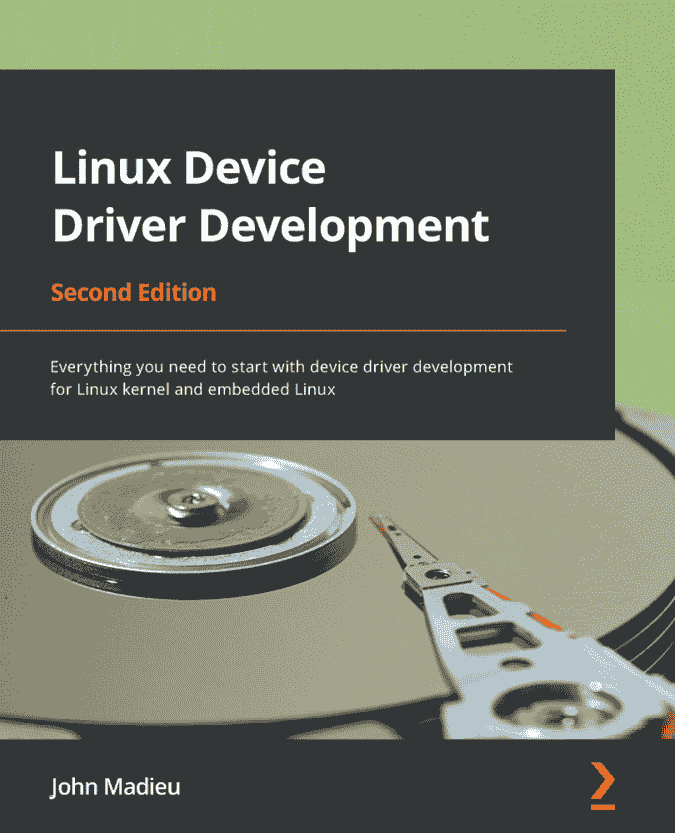 Linux Device
Driver Development
Second Edition
Everything you need to start with device driver development
for Linux kernel and embedded Linux
John Madieu